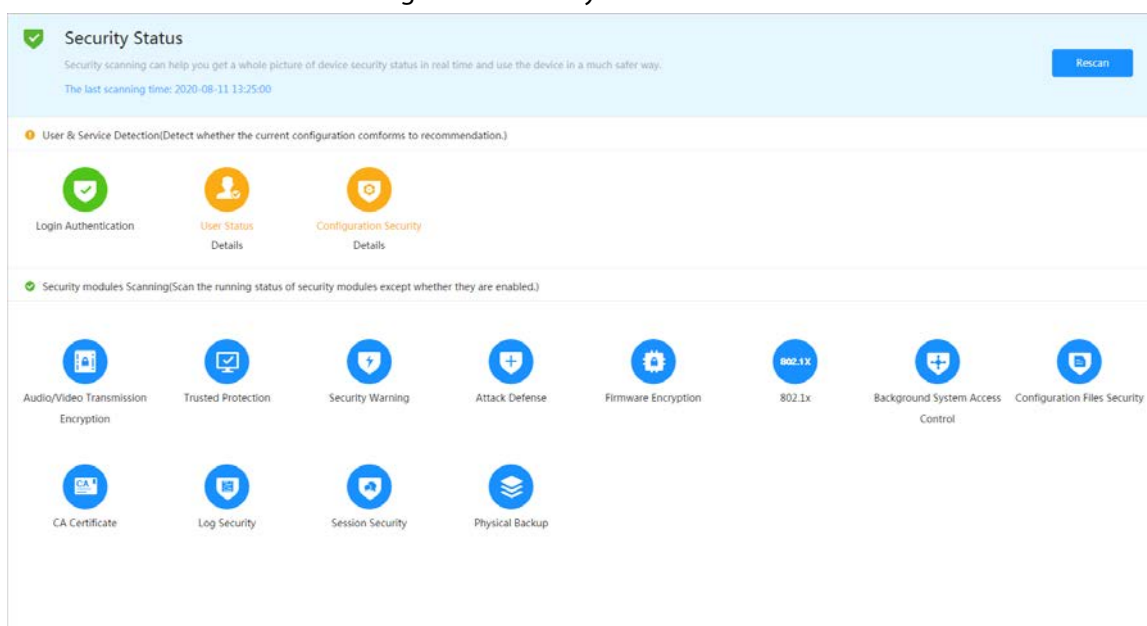 Security Status
Security scanning can help you get a whole picture of device security status in real time and use the device in a much safer way.
Rescan
The last scanning time: 2020-08-11 13:25:00
User & Service Detection(Detect whether the current configuration comforms to recommendation.)
Login Authentication
User Status
Details
Configuration Security
Details
Security modules Scanning(Scan the running status of security modules except whether they are enabled.)
802.1X
Audio/Video Transmission
Encryption
Trusted Protection
Security Warning
Attack Defense
Firmware Encryption
802.1x
Background System Access
Control
Configuration Files Security
CA
CA Certificate
Log Security
Session Security
Physical Backup